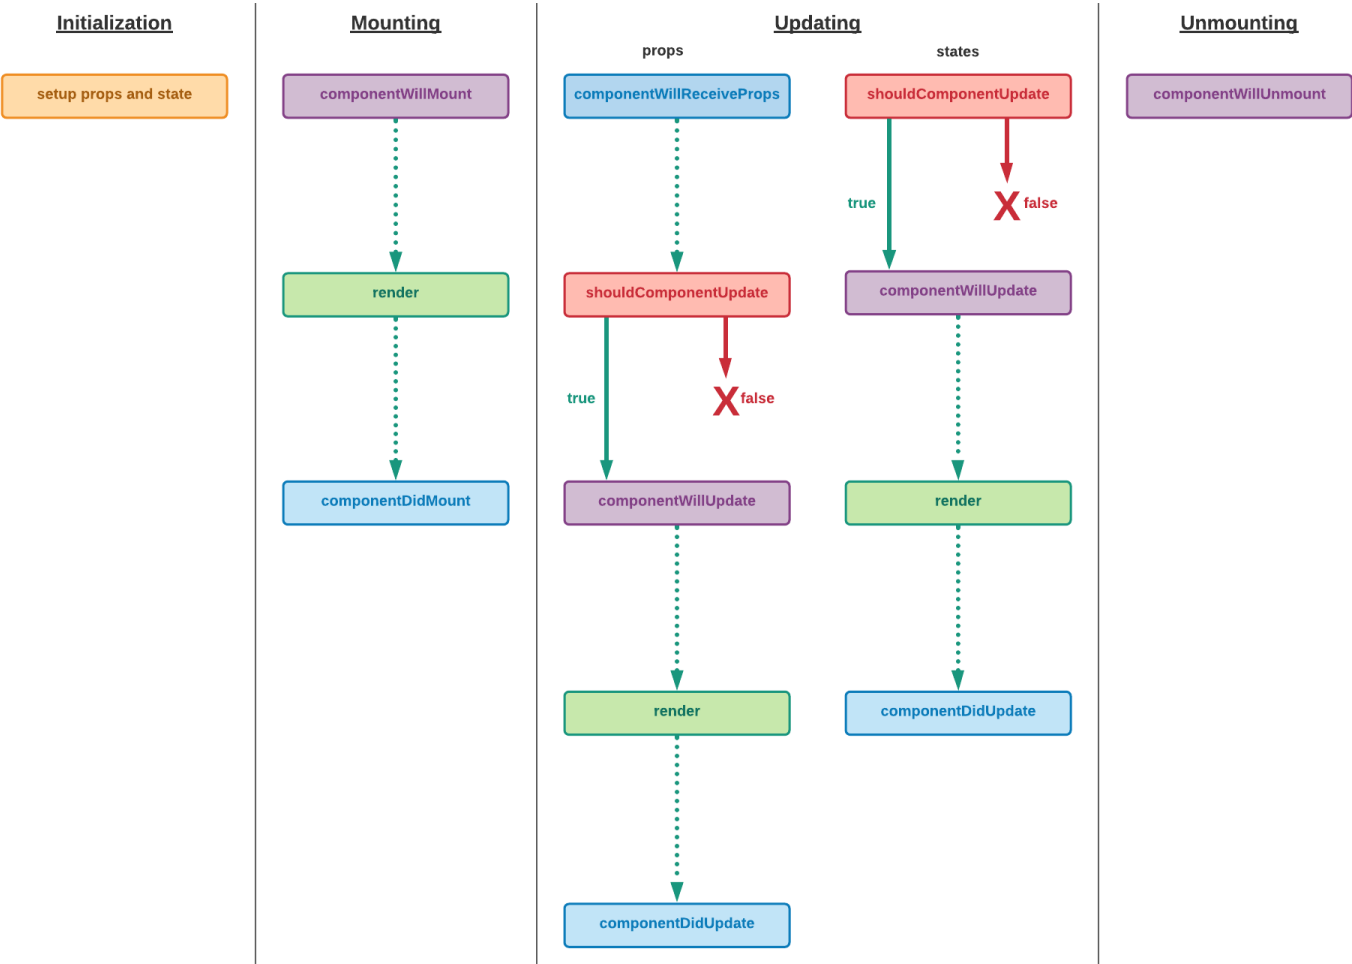 Initialization
setup props and state
Mounting
componentWillMount
render
componentDidMount
Updating
props
componentWillReceiveProps
shouldComponentUpdate
true
X false
componentWillUpdate
render
componentDidUpdate
states
shouldComponentUpdate
true
X false
componentWillUpdate
render
componentDidUpdate
Unmounting
componentWillUnmount